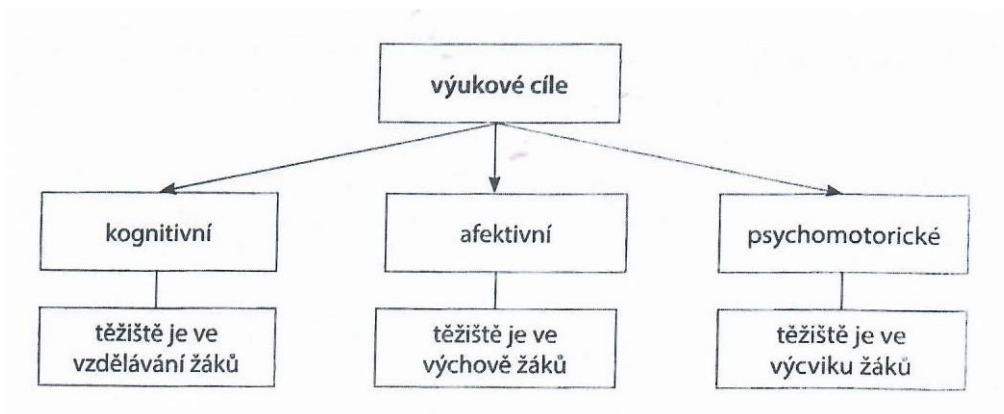 výukové cíle
kognitivní
afektivní
psychomotorické
těžiště je ve
vzdělávání žáků
těžiště je ve
výchově žáků
těžiště je ve
výcviku žáků